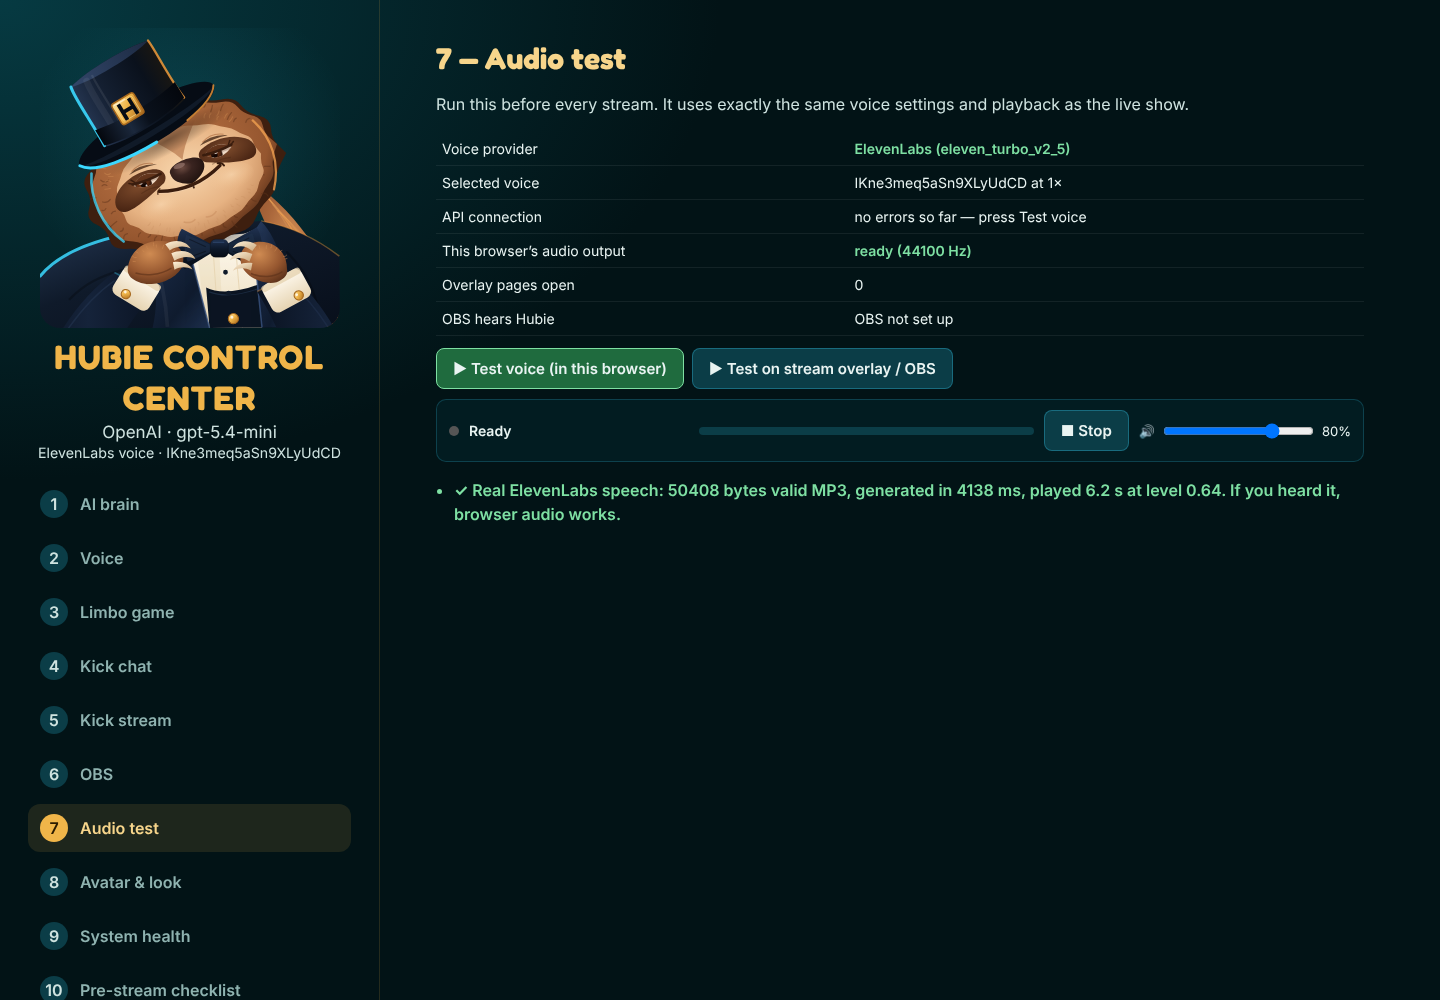 H
HUBIE CONTROL
CENTER
OpenAI · gpt-5.4-mini
ElevenLabs voice · IKne3meq5aSn9XLyUdCD
1 AI brain
2 Voice
3 Limbo game
4 Kick chat
5 Kick stream
6 OBS
7 Audio test
8 Avatar & look
9 System health
10 Pre-stream checklist
7 — Audio test
Run this before every stream. It uses exactly the same voice settings and playback as the live show.
Voice provider ElevenLabs (eleven_turbo_v2_5)
Selected voice IKne3meq5aSn9XLyUdCD at 1×
API connection no errors so far — press Test voice
This browser’s audio output ready (44100 Hz)
Overlay pages open 0
OBS hears Hubie OBS not set up
▶ Test voice (in this browser) ▶ Test on stream overlay / OBS
Ready ■ Stop 🔊 80%
• ✓ Real ElevenLabs speech: 50408 bytes valid MP3, generated in 4138 ms, played 6.2 s at level 0.64. If you heard it,
browser audio works.